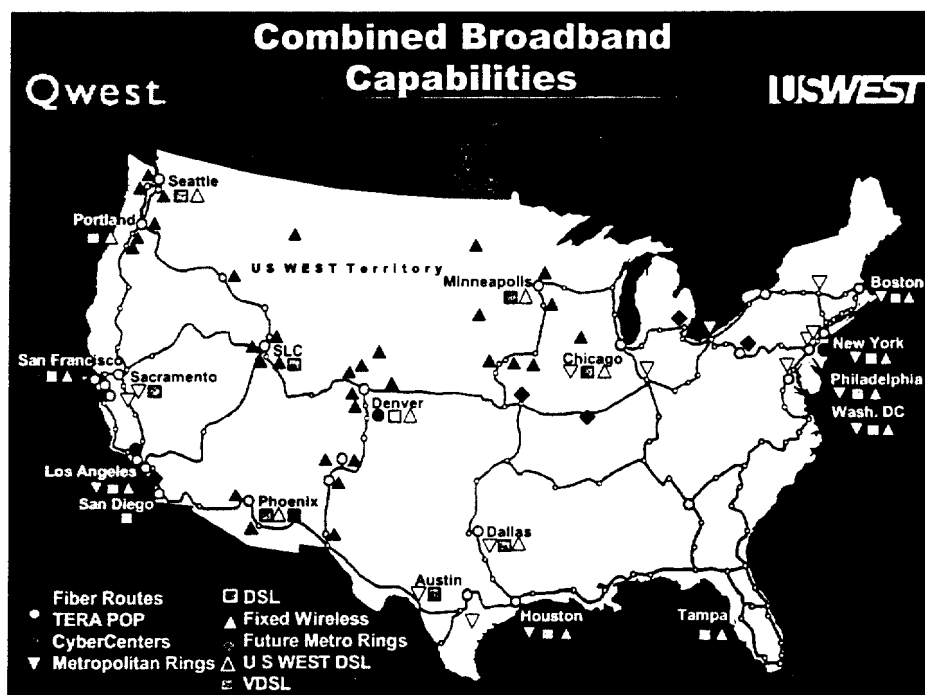 Combined Broadband
Capabilities
Qwest.
USWEST
Seattle
Portland
US WEST Territory
Minneapolis
Boston
SLC
Chicago
New York
San Francisco
Sacramento
Philadelphia
Denver
Wash. DC
Los Angeles
San Diego
Phoenix
Dallas
Austin
Houston
Tampa
Fiber Routes
TERA POP
CyberCenters
Metropolitan Rings
DSL
Fixed Wireless
Future Metro Rings
U S WEST DSL
VDSL